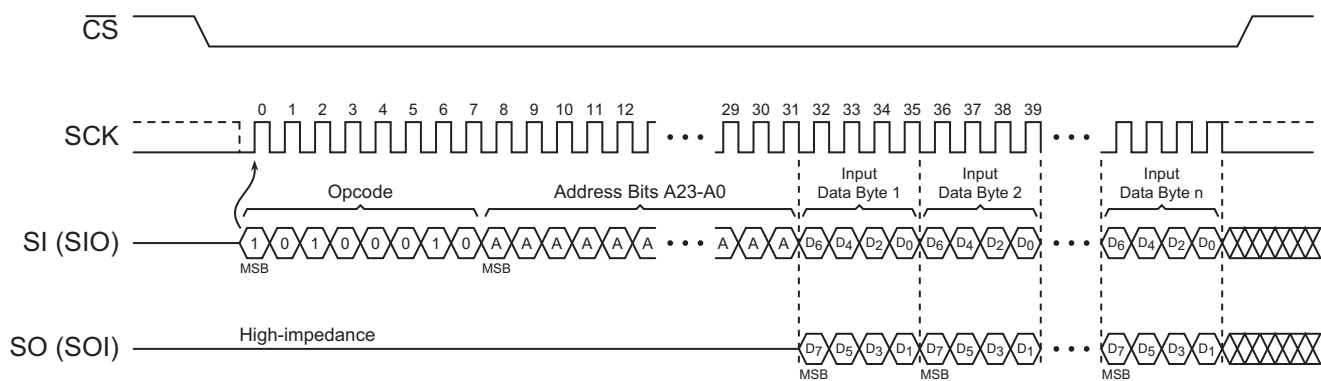 CS
0 1 2 3 4 5 6 7 8 9 10 11 12 29 30 31 32 33 34 35 36 37 38 39
SCK
Opcode Address Bits A23-A0 Input Data Byte 1 Input Data Byte 2 Input Data Byte n
SI (SIO) 1 0 1 0 0 0 1 0 A A A A A A A A A D6 D4 D2 D0 D6 D4 D2 D0 D6 D4 D2 D0
MSB MSB
High-impedance
SO (SOI) D7 D5 D3 D1 D7 D5 D3 D1 D7 D5 D3 D1
MSB MSB MSB